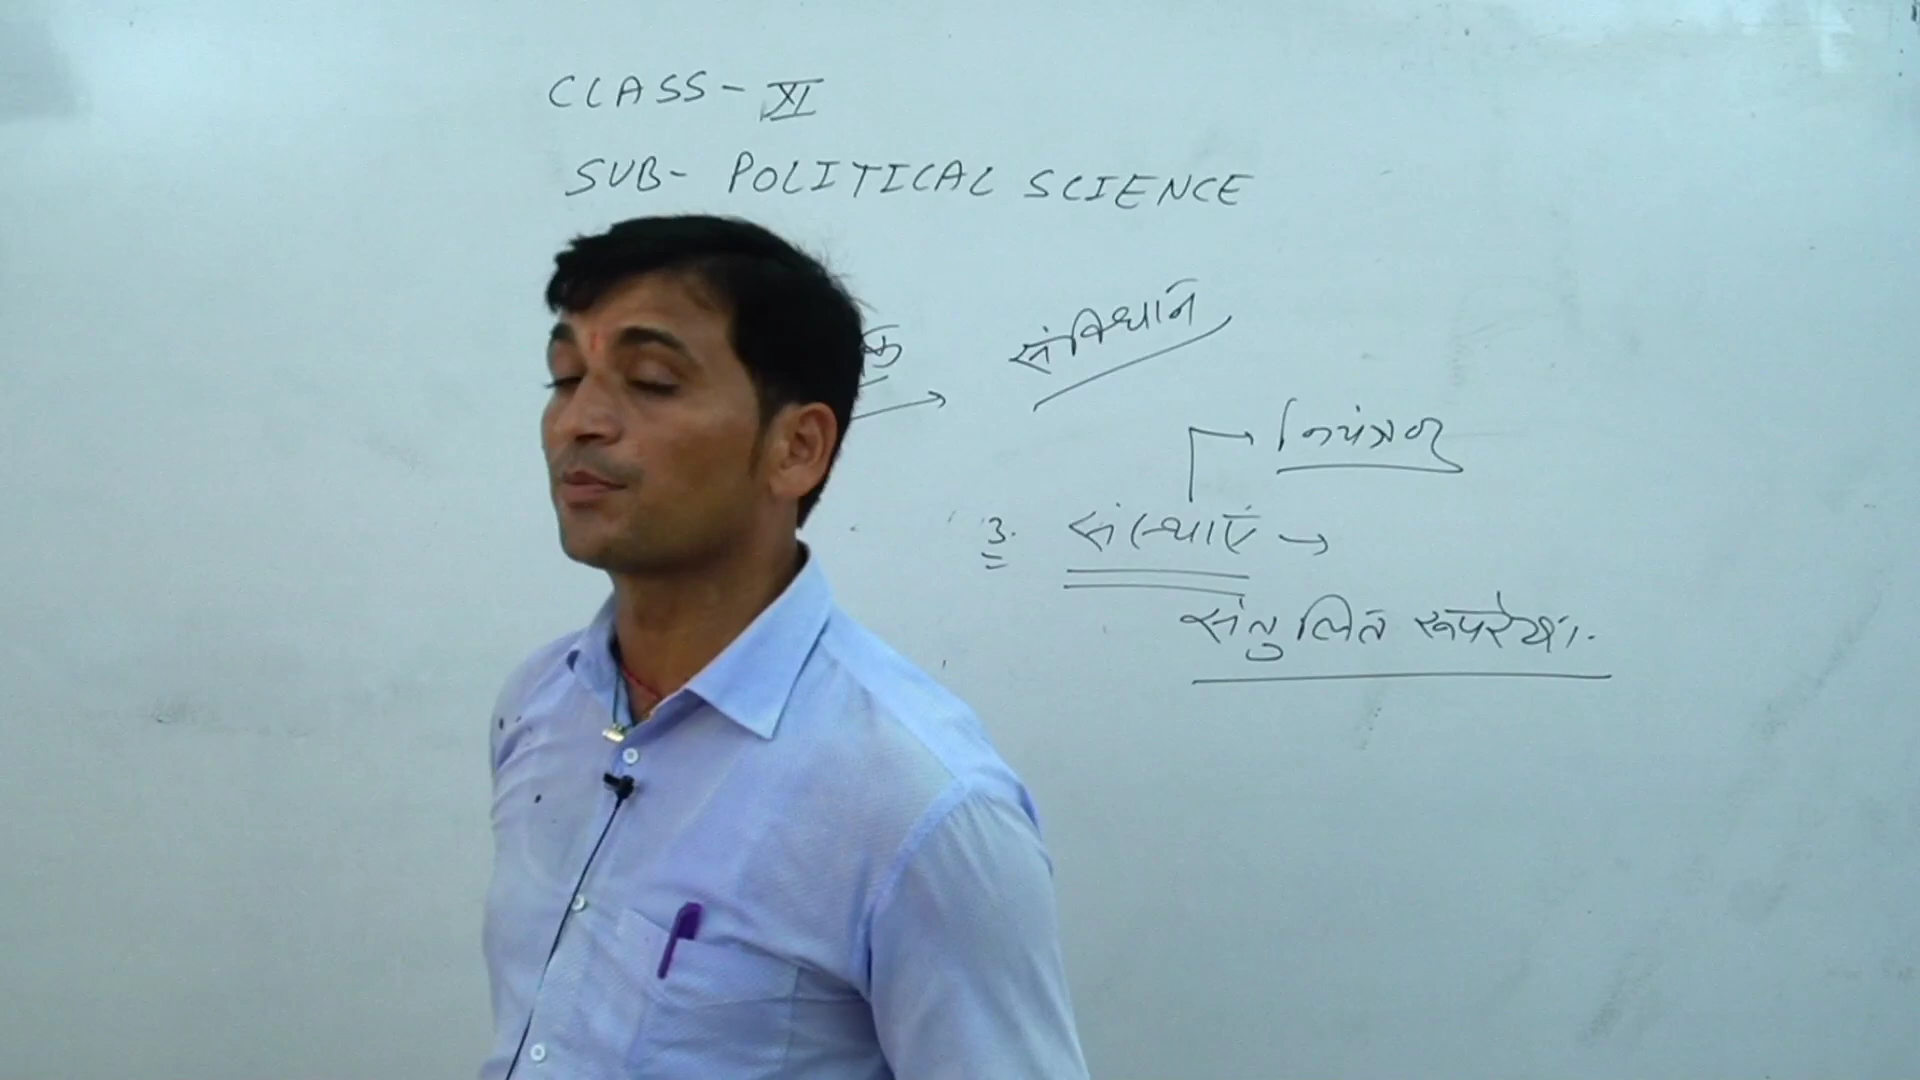 CLASS - XI
SUB - POLITICAL SCIENCE
संविधान
→ नियंत्रण
3. संस्थाएं →
संतुलित रूपरेखा.